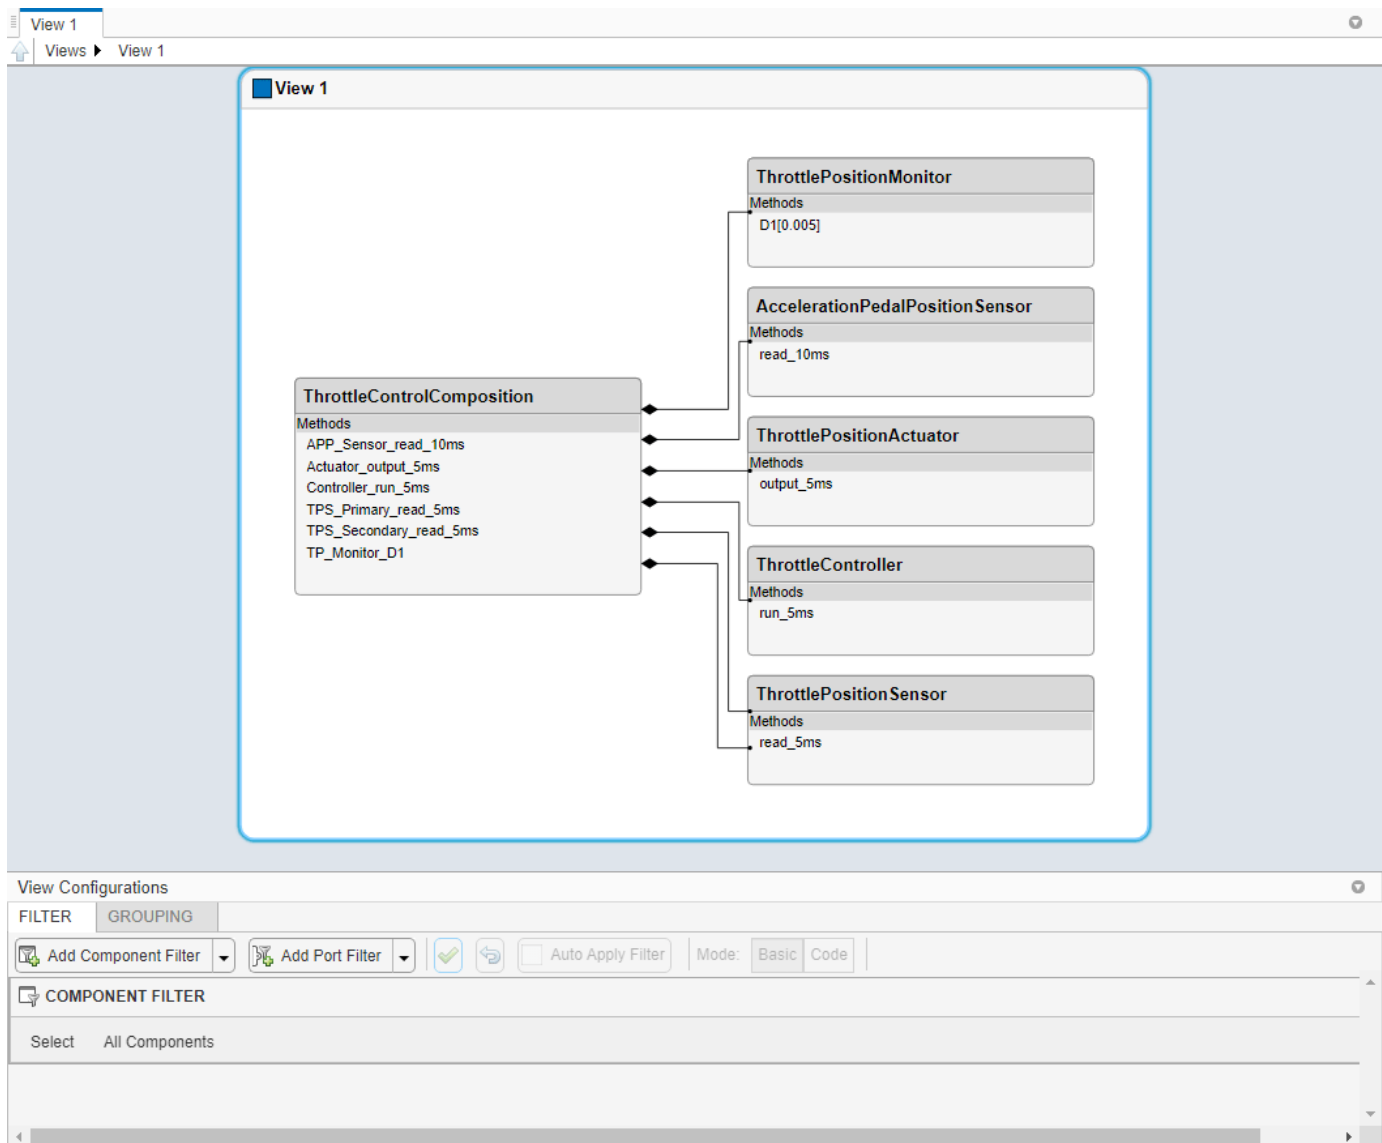 View 1
Views View 1
View 1
ThrottlePositionMonitor
Methods
D1[0.005]
AccelerationPedalPositionSensor
Methods
read_10ms
ThrottleControlComposition
Methods
APP_Sensor_read_10ms
Actuator_output_5ms
Controller_run_5ms
TPS_Primary_read_5ms
TPS_Secondary_read_5ms
TP_Monitor_D1
ThrottlePositionActuator
Methods
output_5ms
ThrottleController
Methods
run_5ms
ThrottlePositionSensor
Methods
read_5ms
View Configurations
FILTER GROUPING
Add Component Filter Add Port Filter Auto Apply Filter Mode: Basic Code
COMPONENT FILTER
Select All Components